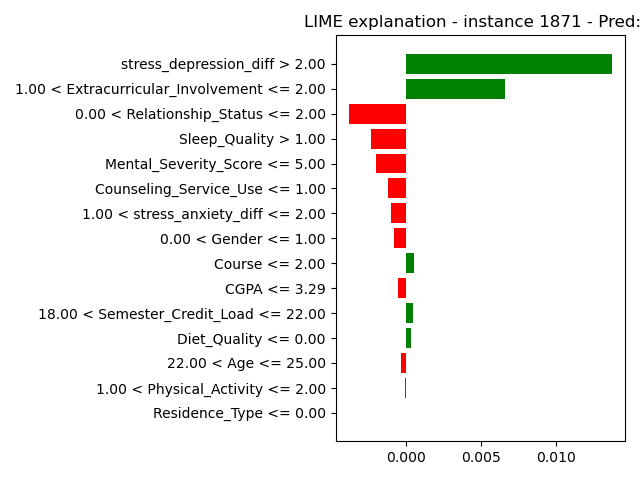 LIME explanation - instance 1871 - Pred:
stress_depression_diff > 2.00
1.00 < Extracurricular_Involvement <= 2.00
0.00 < Relationship_Status <= 2.00
Sleep_Quality > 1.00
Mental_Severity_Score <= 5.00
Counseling_Service_Use <= 1.00
1.00 < stress_anxiety_diff <= 2.00
0.00 < Gender <= 1.00
Course <= 2.00
CGPA <= 3.29
18.00 < Semester_Credit_Load <= 22.00
Diet_Quality <= 0.00
22.00 < Age <= 25.00
1.00 < Physical_Activity <= 2.00
Residence_Type <= 0.00
0.000 0.005 0.010